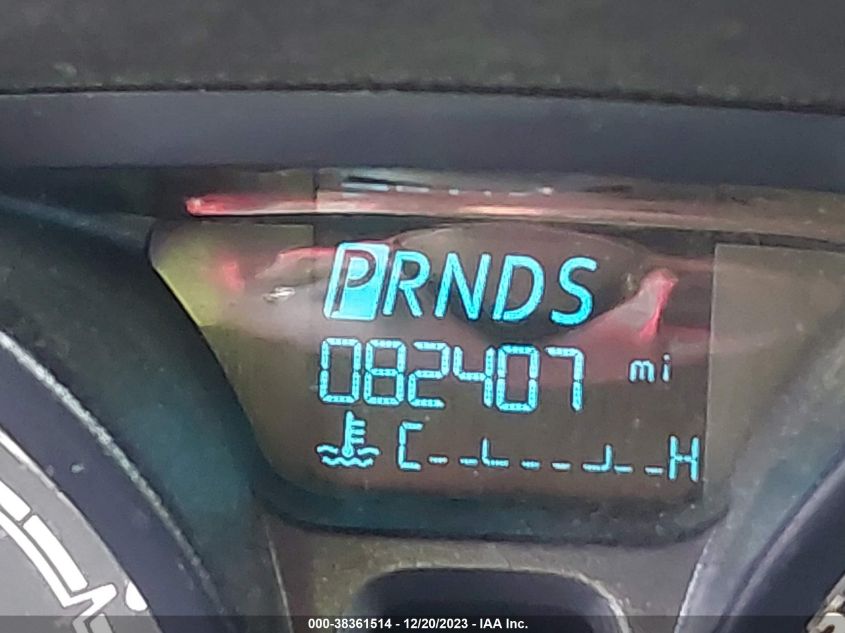 PRNDS
082407 mi
C H
000-38361514 - 12/20/2023 - IAA Inc.